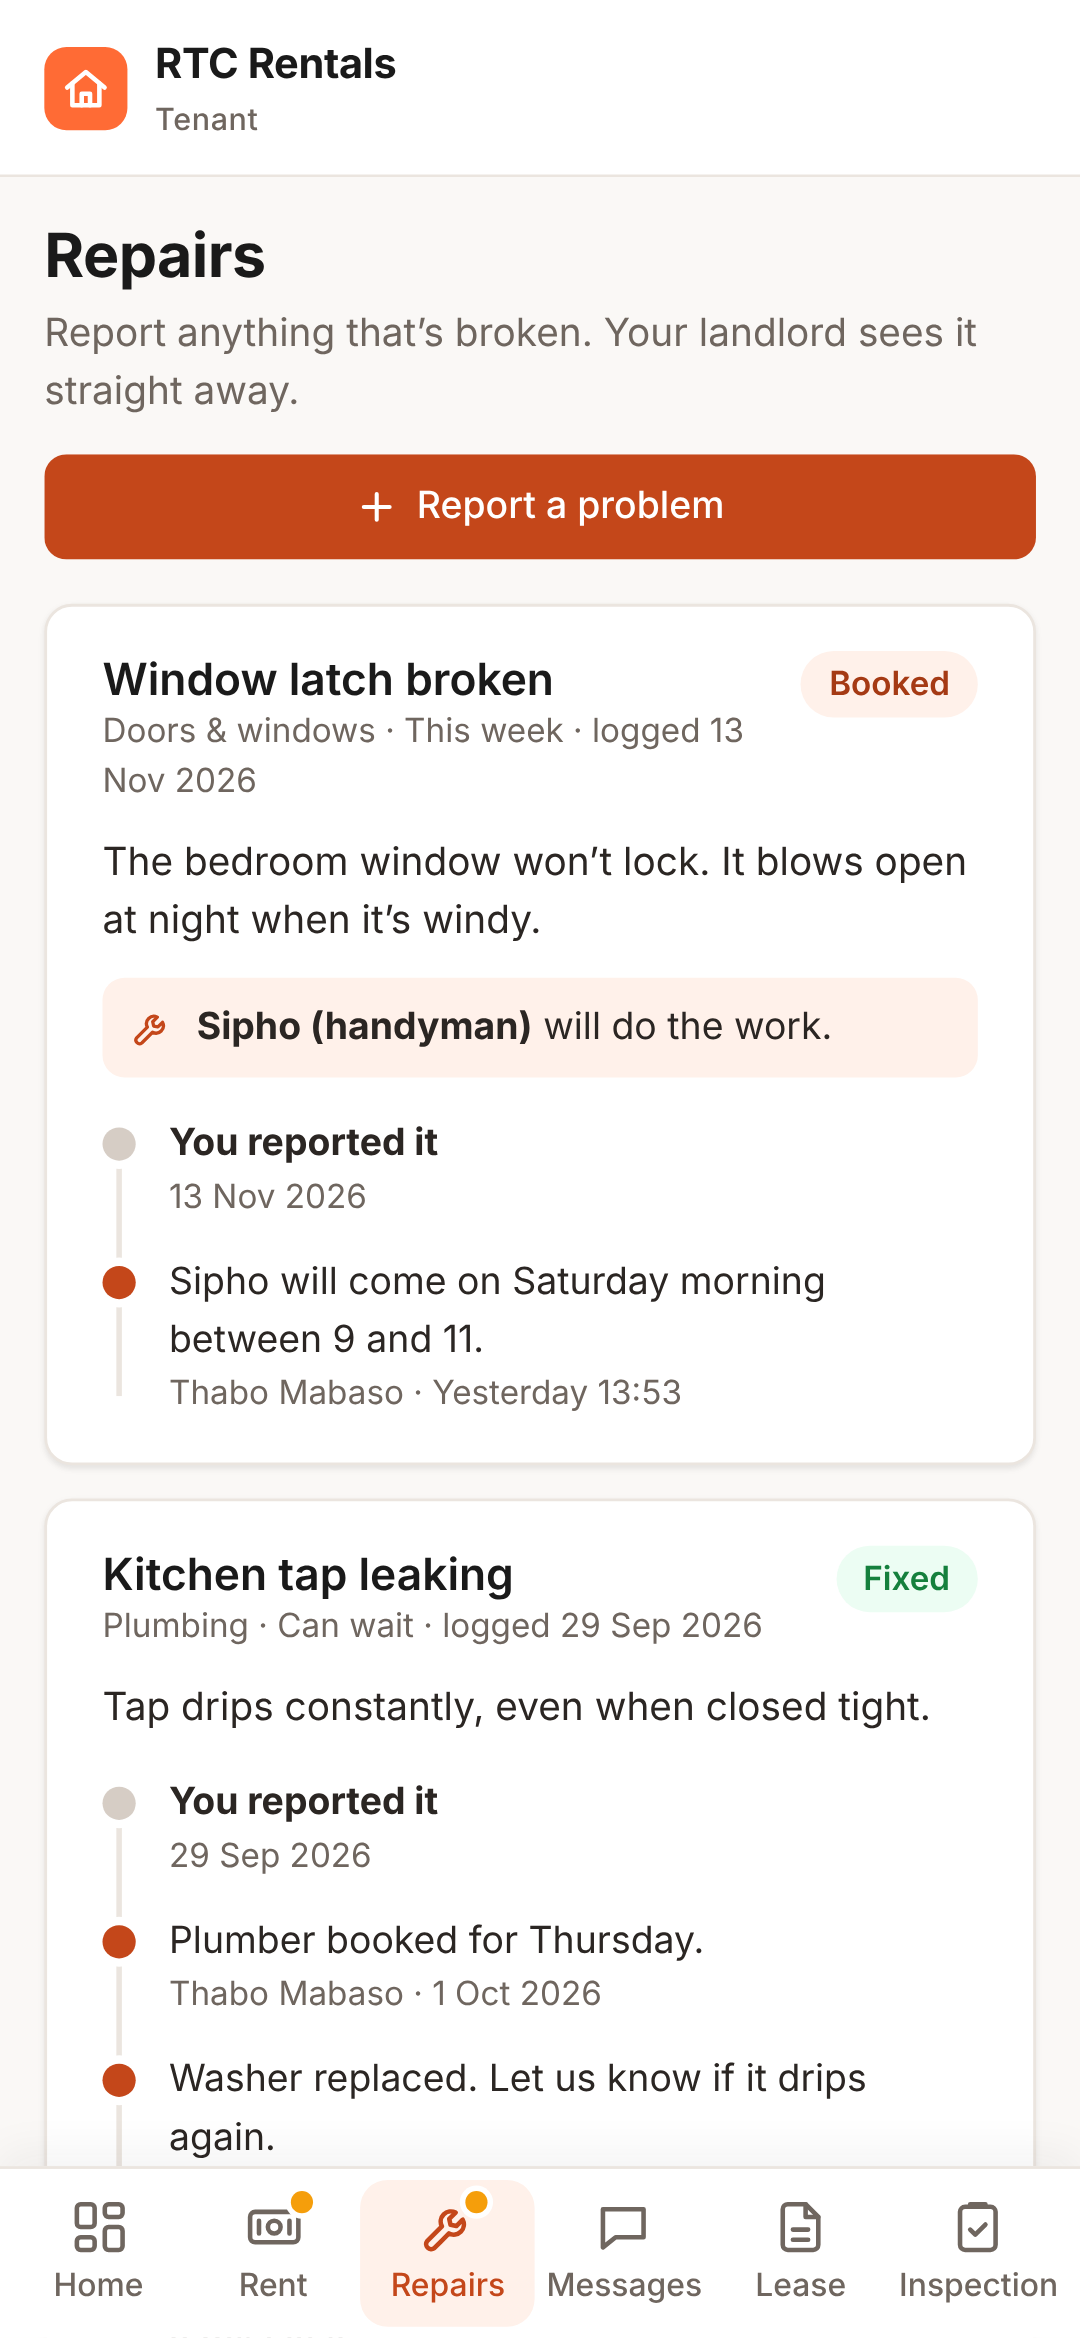 RTC Rentals
Tenant
Repairs
Report anything that’s broken. Your landlord sees it
straight away.
Report a problem
Window latch broken
Booked
Doors & windows · This week · logged 13
Nov 2026
The bedroom window won’t lock. It blows open
at night when it’s windy.
Sipho (handyman) will do the work.
You reported it
13 Nov 2026
Sipho will come on Saturday morning
between 9 and 11.
Thabo Mabaso · Yesterday 13:53
Kitchen tap leaking
Fixed
Plumbing · Can wait · logged 29 Sep 2026
Tap drips constantly, even when closed tight.
You reported it
29 Sep 2026
Plumber booked for Thursday.
Thabo Mabaso · 1 Oct 2026
Washer replaced. Let us know if it drips
again.
Home
Rent
Repairs
Messages
Lease
Inspection